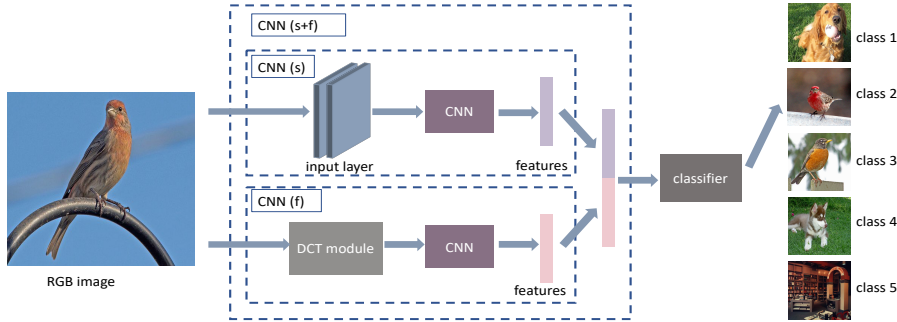 CNN (s+f)
CNN (s)
input layer
CNN
features
CNN (f)
DCT module
CNN
features
RGB image
classifier
class 1
class 2
class 3
class 4
class 5